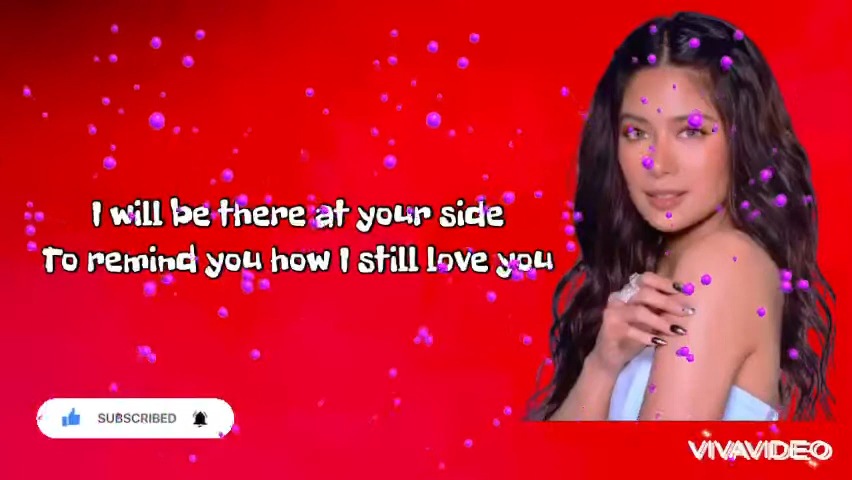 I will be there at your side
To remind you how I still love you
SUBSCRIBED
VIVAVIDEO